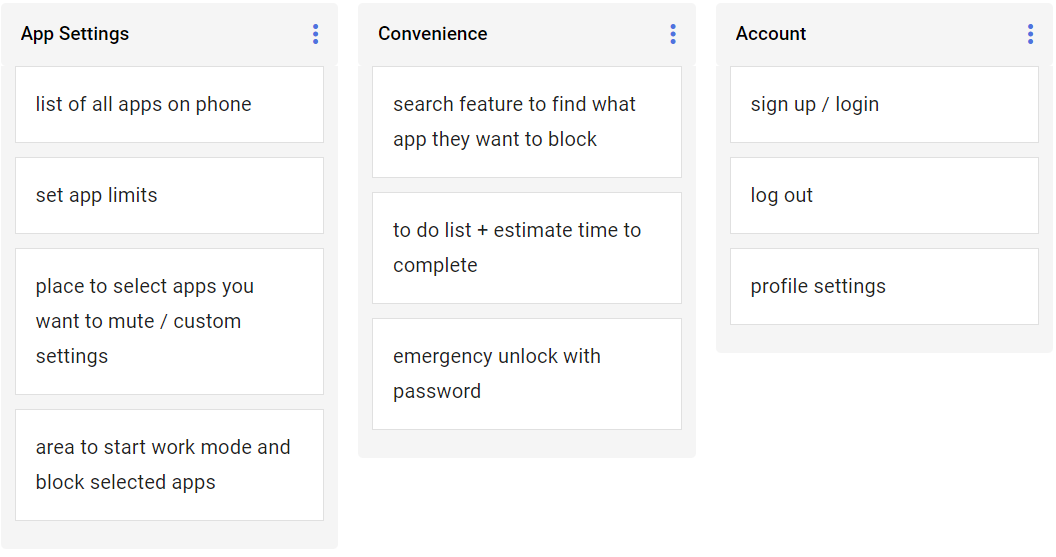 App Settings
list of all apps on phone
set app limits
place to select apps you
want to mute / custom
settings
area to start work mode and
block selected apps
Convenience
search feature to find what
app they want to block
to do list + estimate time to
complete
emergency unlock with
password
Account
sign up / login
log out
profile settings